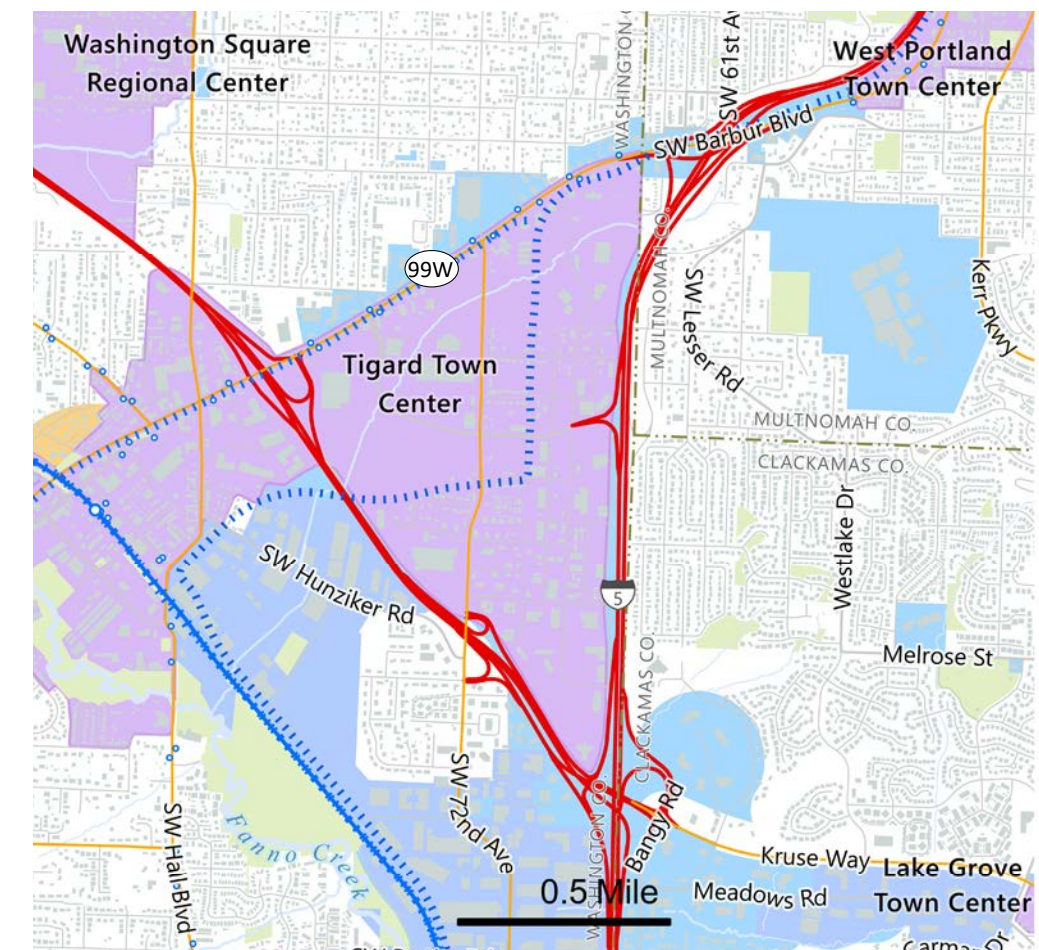 Washington Square
Regional Center
WASHINGTON C
SW 61st Av
West Portland
Town Center
SW Barbur Blvd
99W
MULTNOMAH CO.
SW Lesser Rd
Kerr Pkwy
Tigard Town
Center
MULTNOMAH CO.
CLACKAMAS CO.
Westlake Dr
SW Hunziker Rd
5
Melrose St
CLACKAMAS CO
SW Hall Blvd
Fanno Creek
SW 72nd Ave
WASHINGTON CO.
Bangy Rd
Kruse Way
Lake Grove
Town Center
Meadows Rd
0.5 Mile